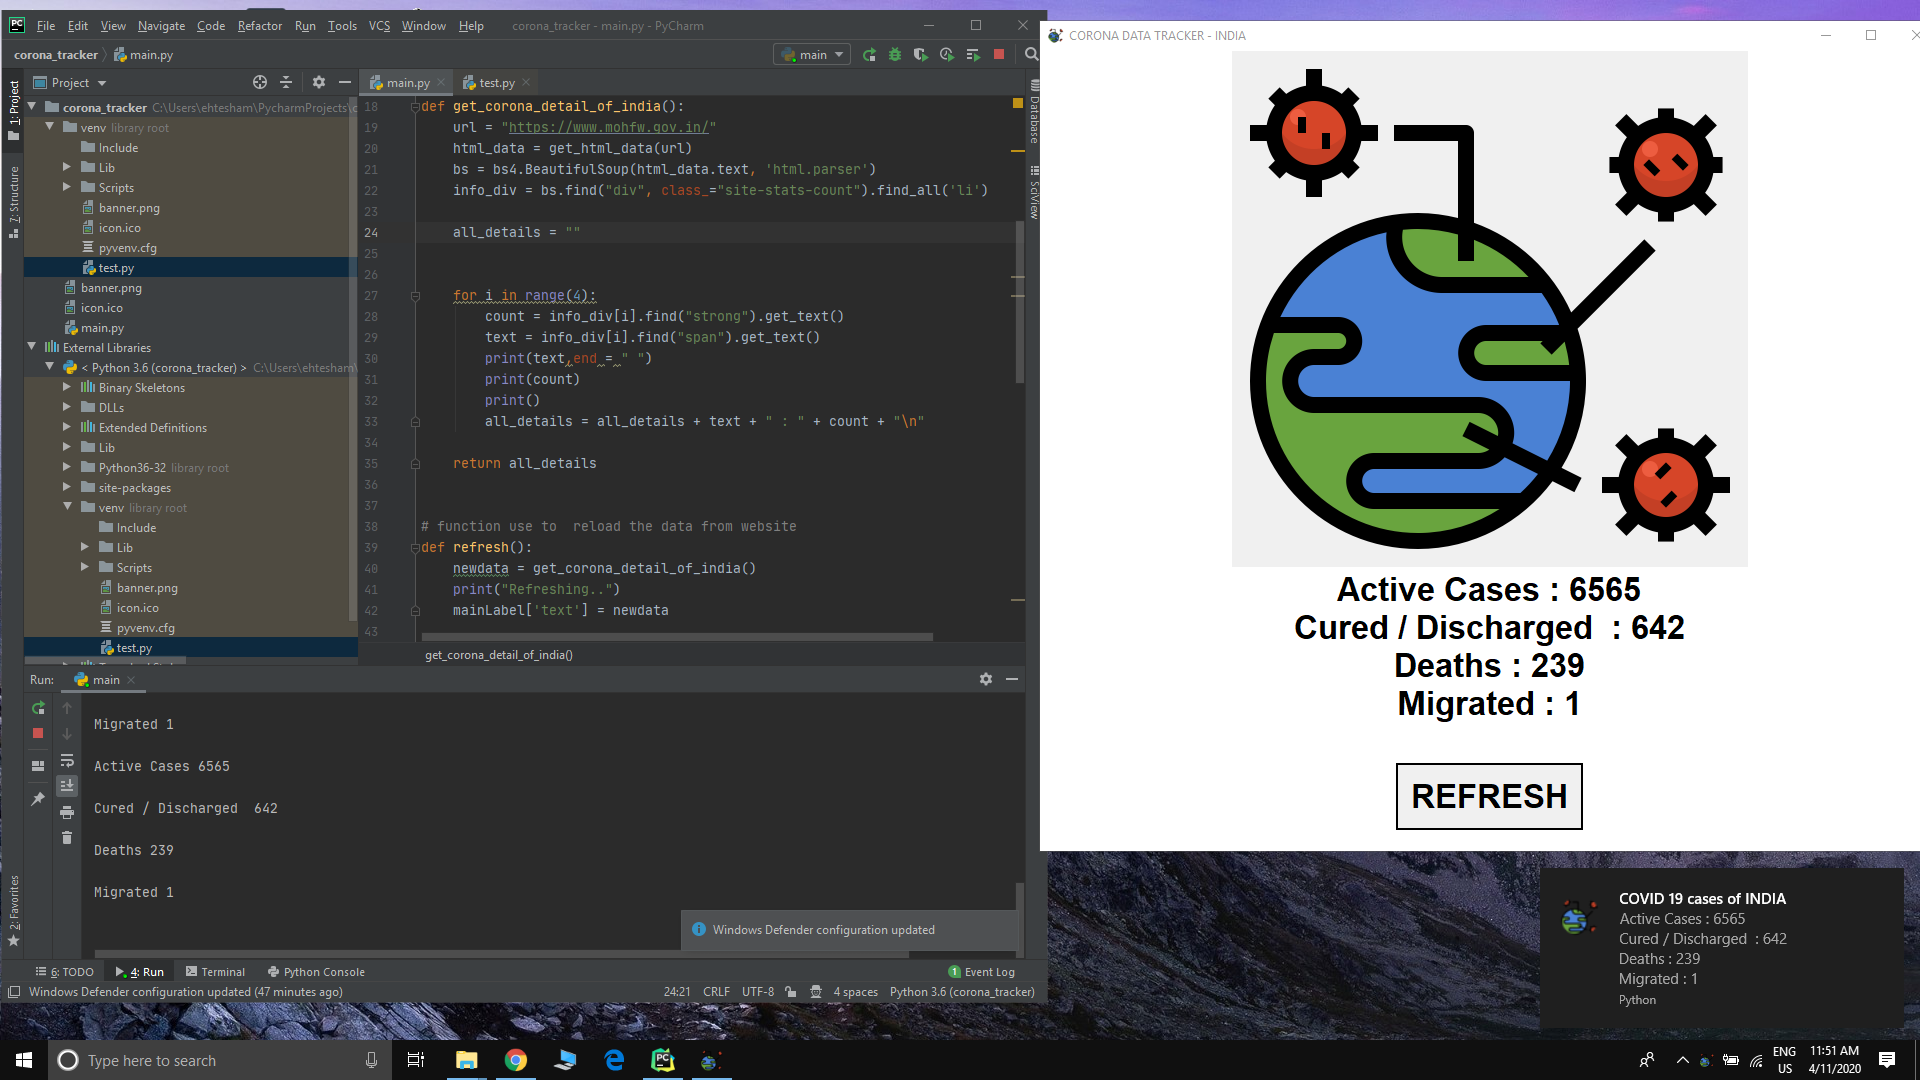 PC File Edit View Navigate Code Refactor Run Tools VCS Window Help corona_tracker - main.py - PyCharm
corona_tracker main.py main
Project
main.py test.py
1: Project
7: Structure
2: Favorites
corona_tracker C:\Users\ehtesham\PycharmProjects\c
venv library root
Include
Lib
Scripts
banner.png
icon.ico
pyvenv.cfg
test.py
banner.png
icon.ico
main.py
External Libraries
< Python 3.6 (corona_tracker) > C:\Users\ehtesham\
Binary Skeletons
DLLs
Extended Definitions
Lib
Python36-32 library root
site-packages
venv library root
Include
Lib
Scripts
banner.png
icon.ico
pyvenv.cfg
test.py
18 def get_corona_detail_of_india():
19 url = "https://www.mohfw.gov.in/"
20 html_data = get_html_data(url)
21 bs = bs4.BeautifulSoup(html_data.text, 'html.parser')
22 info_div = bs.find("div", class_="site-stats-count").find_all('li')
23
24 all_details = ""
25
26
27 for i in range(4):
28 count = info_div[i].find("strong").get_text()
29 text = info_div[i].find("span").get_text()
30 print(text,end = " ")
31 print(count)
32 print()
33 all_details = all_details + text + " : " + count + "\n"
34
35 return all_details
36
37
38 # function use to  reload the data from website
39 def refresh():
40 newdata = get_corona_detail_of_india()
41 print("Refreshing..")
42 mainLabel['text'] = newdata
43
get_corona_detail_of_india()
Database
SciView
Run: main
Migrated 1
Active Cases 6565
Cured / Discharged  642
Deaths 239
Migrated 1
Windows Defender configuration updated
6: TODO 4: Run Terminal Python Console 1 Event Log
Windows Defender configuration updated (47 minutes ago) 24:21 CRLF UTF-8 4 spaces Python 3.6 (corona_tracker)
CORONA DATA TRACKER - INDIA
Active Cases : 6565
Cured / Discharged  : 642
Deaths : 239
Migrated : 1
REFRESH
COVID 19 cases of INDIA
Active Cases : 6565
Cured / Discharged  : 642
Deaths : 239
Migrated : 1
Python
Type here to search
PC
ENG
US
11:51 AM
4/11/2020